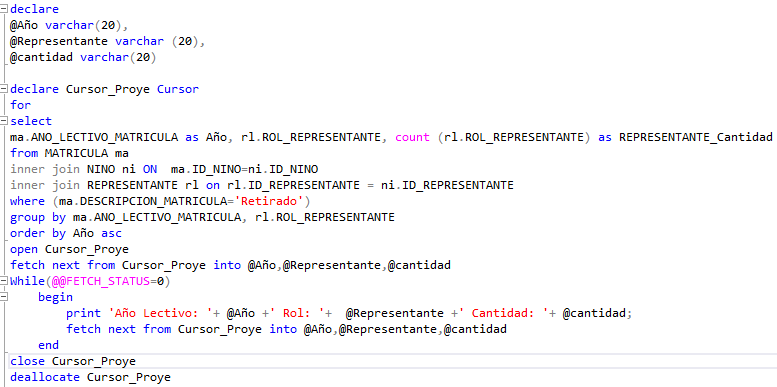 declare
@Año varchar(20),
@Representante varchar (20),
@cantidad varchar(20)
declare Cursor_Proye Cursor
for
select
ma.ANO_LECTIVO_MATRICULA as Año, rl.ROL_REPRESENTANTE, count (rl.ROL_REPRESENTANTE) as REPRESENTANTE_Cantidad
from MATRICULA ma
inner join NINO ni ON  ma.ID_NINO=ni.ID_NINO
inner join REPRESENTANTE rl on rl.ID_REPRESENTANTE = ni.ID_REPRESENTANTE
where (ma.DESCRIPCION_MATRICULA='Retirado')
group by ma.ANO_LECTIVO_MATRICULA, rl.ROL_REPRESENTANTE
order by Año asc
open Cursor_Proye
fetch next from Cursor_Proye into @Año,@Representante,@cantidad
While(@@FETCH_STATUS=0)
    begin
        print 'Año Lectivo: '+ @Año +' Rol: '+  @Representante +' Cantidad: '+ @cantidad;
        fetch next from Cursor_Proye into @Año,@Representante,@cantidad
    end
close Cursor_Proye
deallocate Cursor_Proye